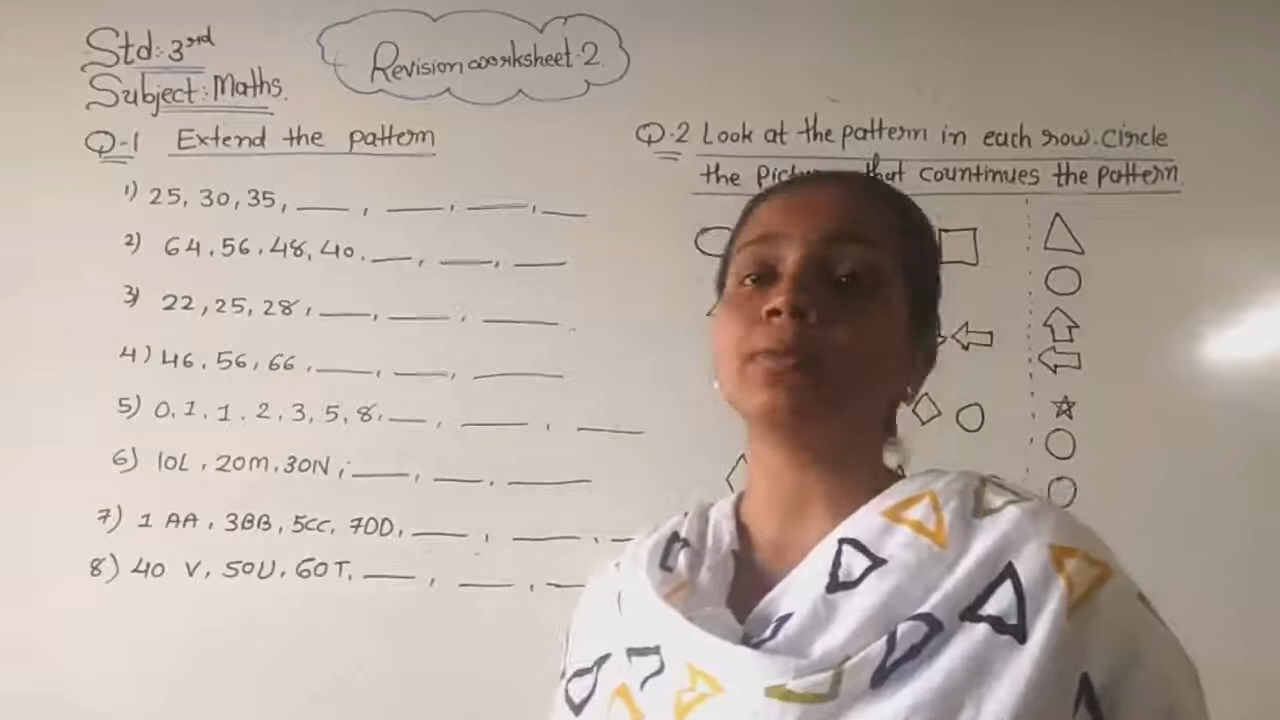 Std: 3rd
Subject: Maths.
Revision worksheet-2
Q-1 Extend the pattern
1) 25, 30, 35, ___, ___, ___, ___
2) 64, 56, 48, 40, ___, ___, ___
3) 22, 25, 28, ___, ___, ___
4) 46, 56, 66, ___, ___, ___
5) 0, 1, 1, 2, 3, 5, 8, ___, ___, ___
6) 10L, 20M, 30N, ___, ___, ___
7) 1 AA, 3BB, 5CC, 7DD, ___, ___, ___
8) 40 V, 50U, 60T, ___, ___, ___
Q.2 Look at the pattern in each row. Circle
the that countinues the pattern.